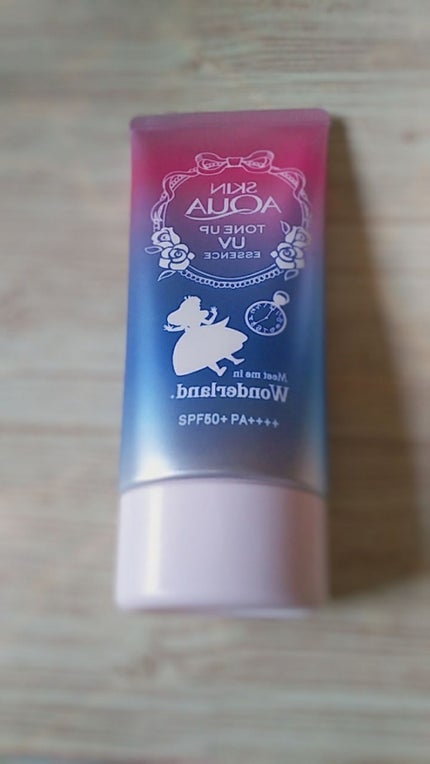 SKIN
AQUA
TONE UP
UV
ESSENCE
Meet me in
Wonderland.
SPF50+ PA++++